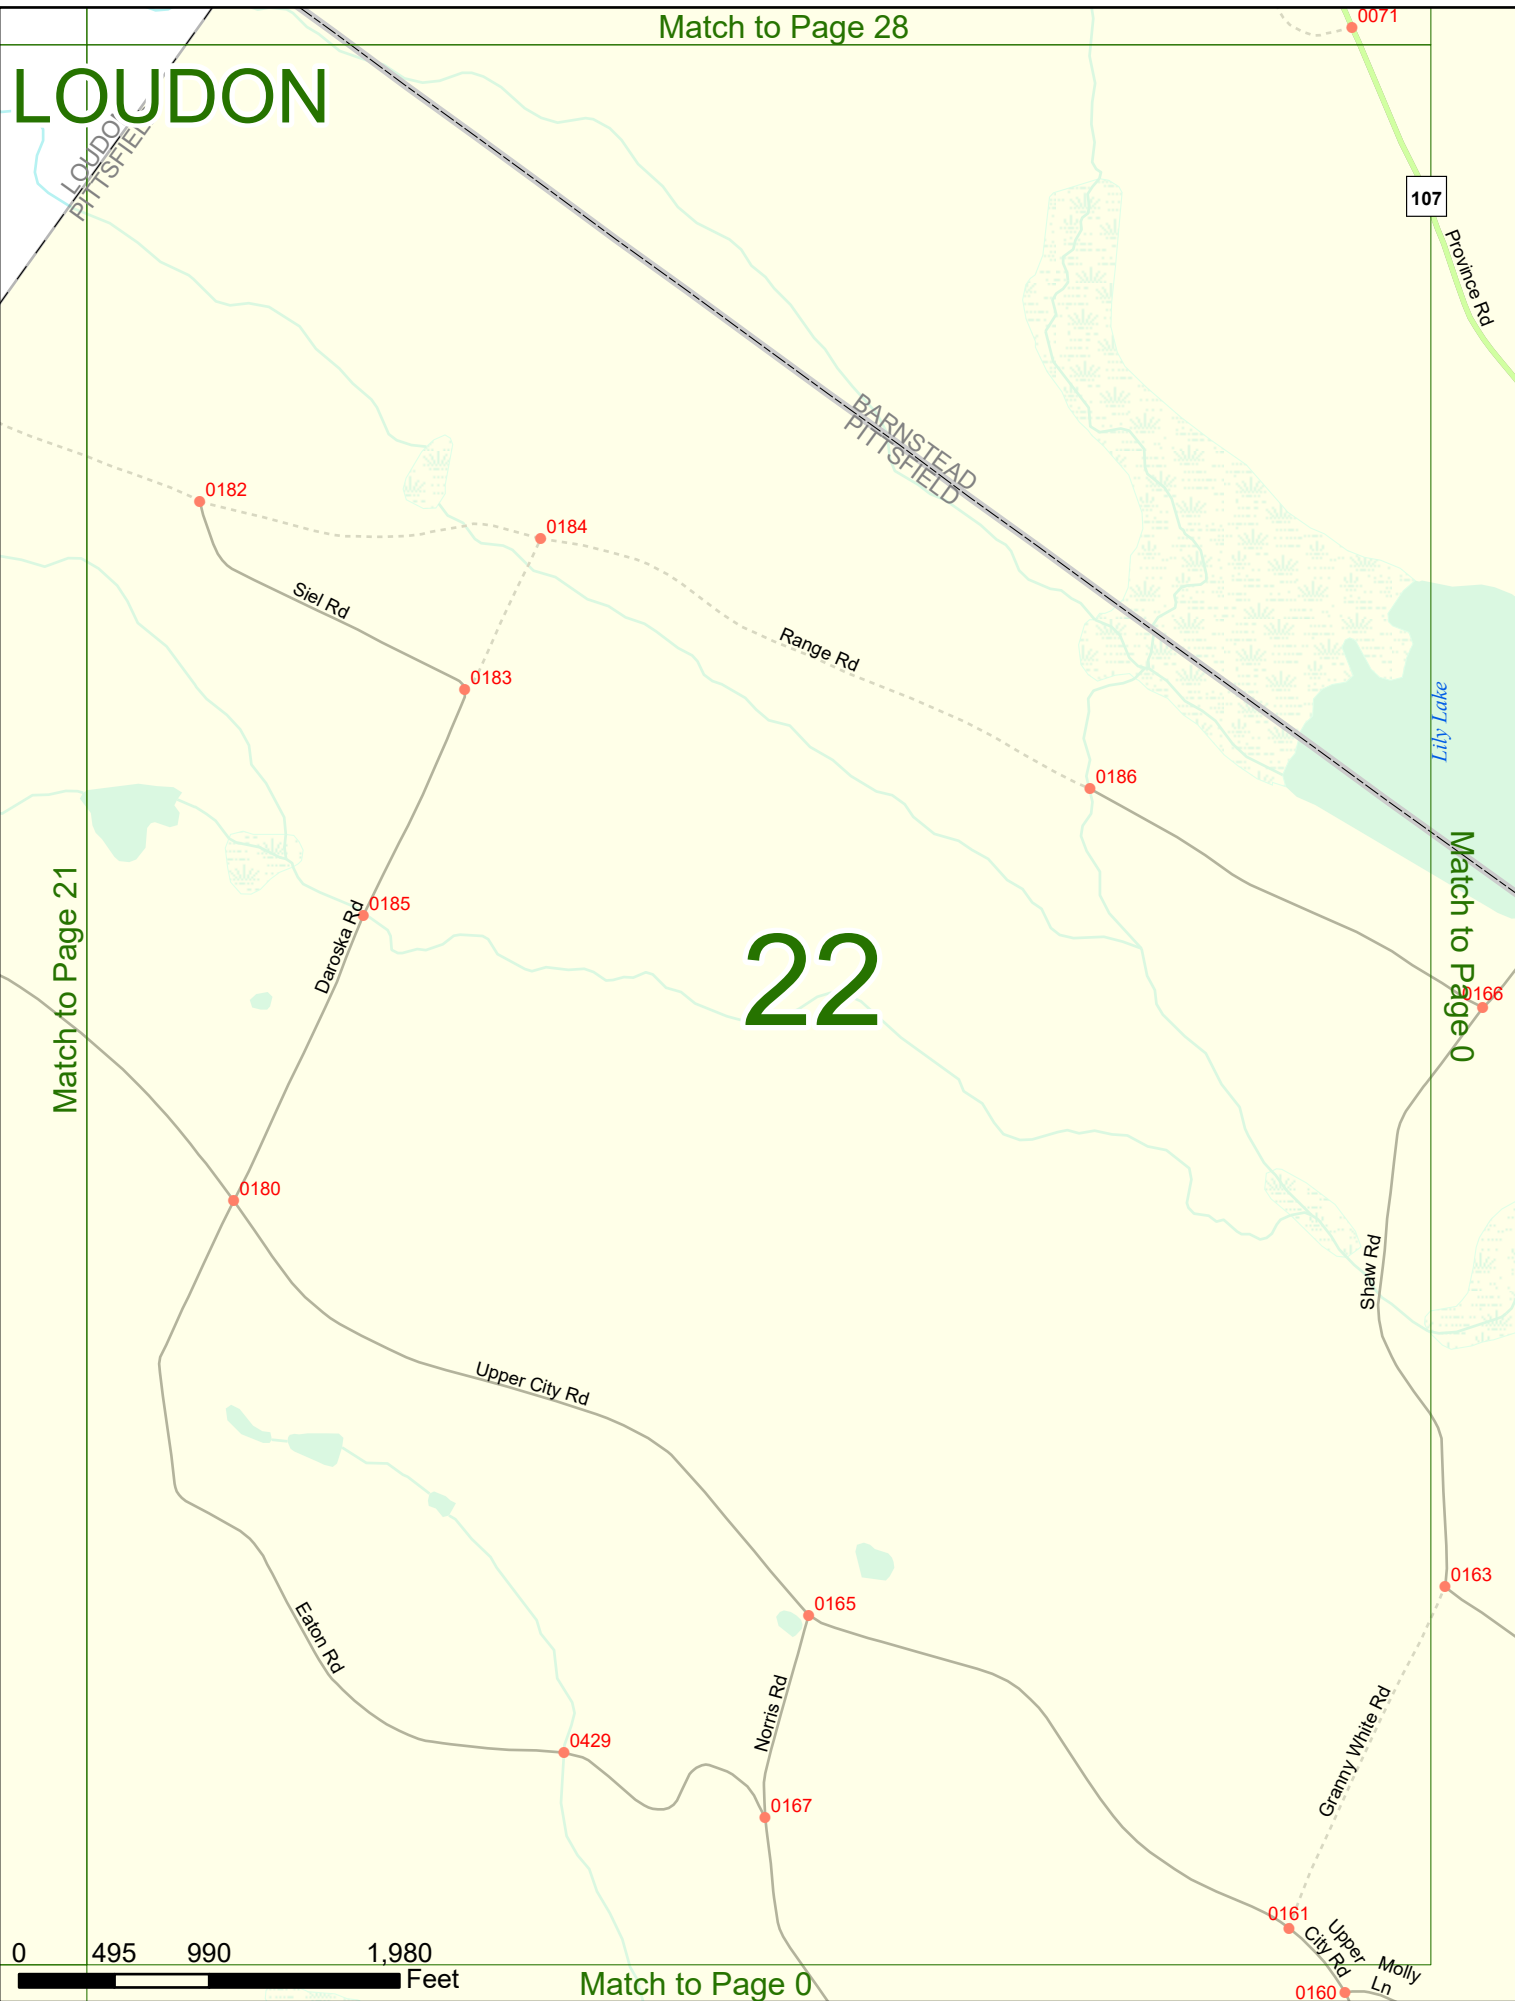 Match to Page 28
0071
LOUDON
LOUDON
PITTSFIEL
107
Province Rd
BARNSTEAD
PITTSFIELD
0182
0184
Siel Rd
Range Rd
0183
Lily Lake
0186
Match to Page 21
Match to Page 0
0185
Daroska Rd
22
0166
0180
Shaw Rd
Upper City Rd
0163
0165
Eaton Rd
Norris Rd
Granny White Rd
0429
0167
0161
Upper
City Rd
Molly
Ln
0160
0 495 990 1,980
Feet
Match to Page 0